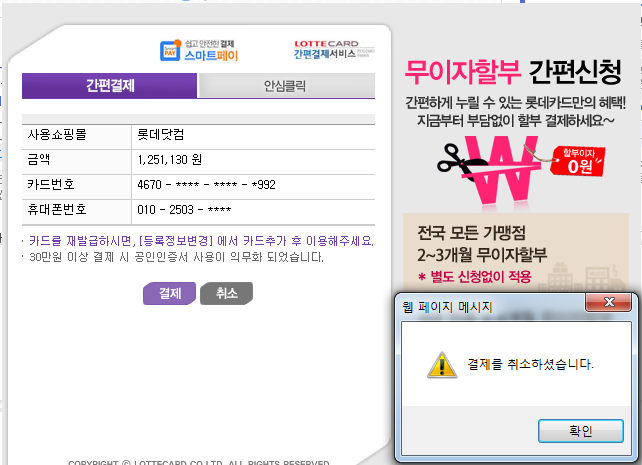 쉽고 안전한 결제
스마트페이
LOTTECARD
간편결제서비스
간편결제
안심클릭
사용쇼핑몰 롯데닷컴
금액 1,251,130 원
카드번호 4670 - **** - **** - *992
휴대폰번호 010 - 2503 - ****
· 카드를 재발급하시면, [등록정보변경] 에서 카드추가 후 이용해주세요.
· 30만원 이상 결제 시 공인인증서 사용이 의무화 되었습니다.
결제 취소
COPYRIGHT ⓒ LOTTECARD CO.LTD. ALL RIGHTS RESERVED
무이자할부 간편신청
간편하게 누릴 수 있는 롯데카드만의 혜택!
지금부터 부담없이 할부 결제하세요~
할부이자
0원
전국 모든 가맹점
2~3개월 무이자할부
* 별도 신청없이 적용
웹 페이지 메시지
결제를 취소하셨습니다.
확인